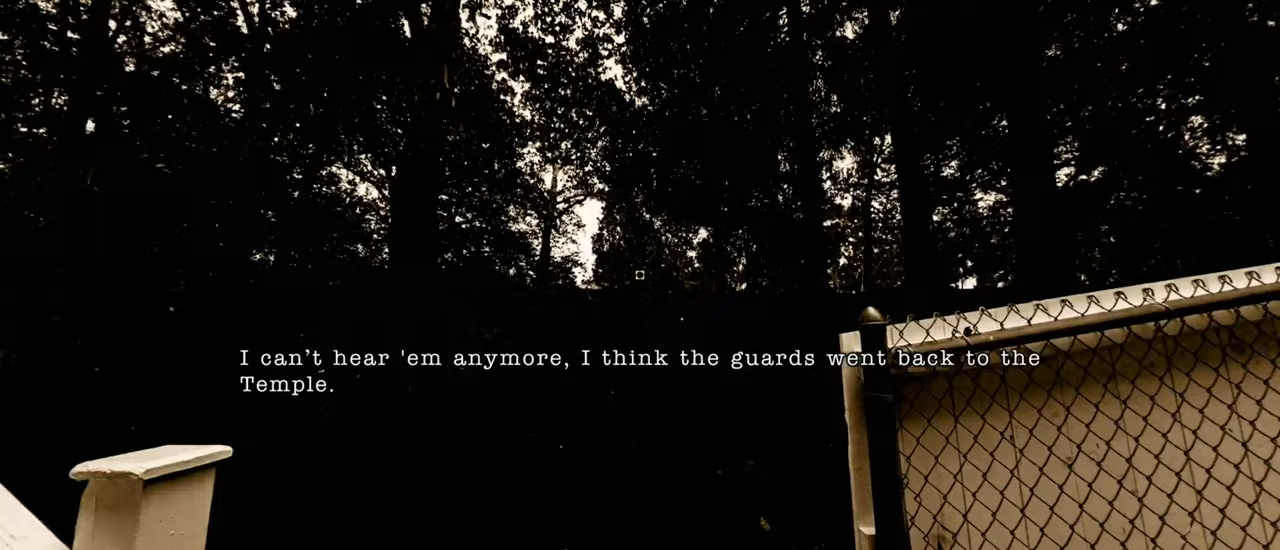 I can't hear 'em anymore, I think the guards went back to the
Temple.